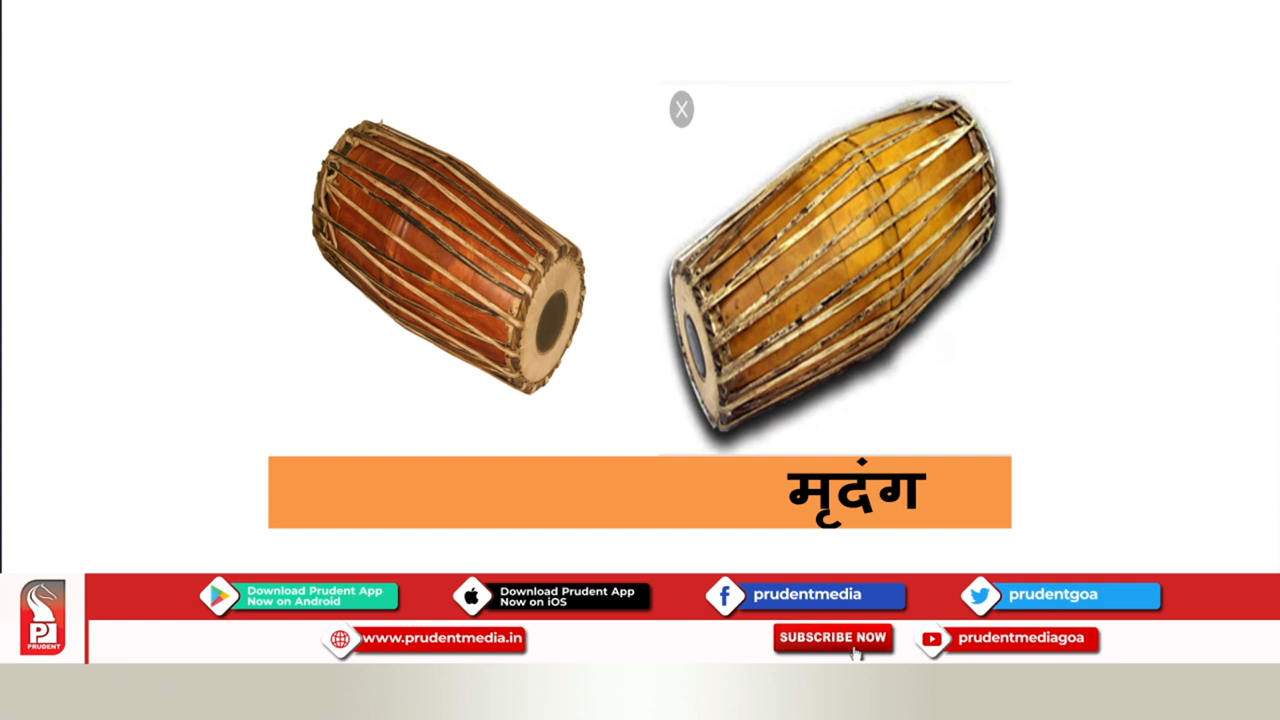 X
मृदंग
Download Prudent App
Now on Android
Download Prudent App
Now on iOS
prudentmedia
prudentgoa
PRUDENT
www.prudentmedia.in
SUBSCRIBE NOW
prudentmediagoa